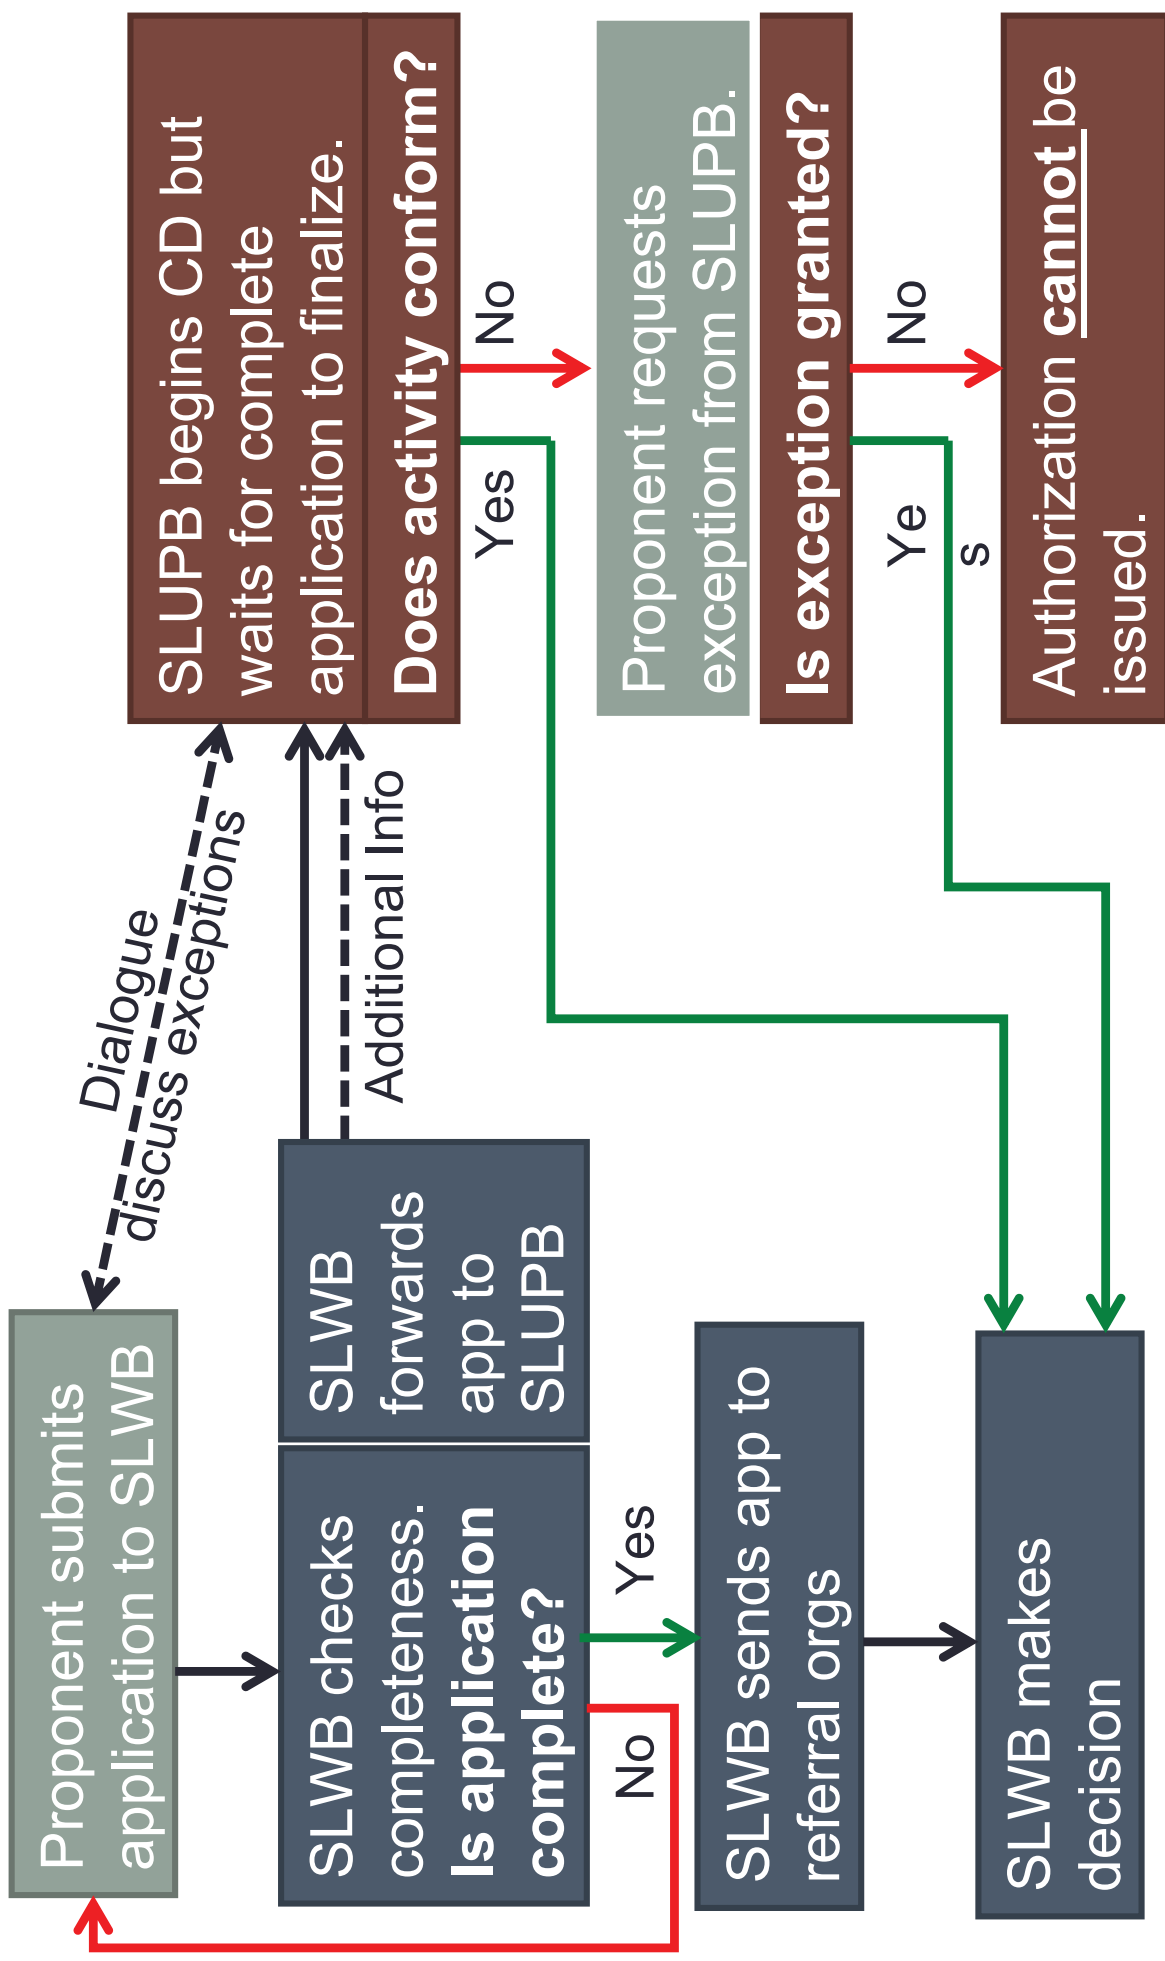 Proponent submits
application to SLWB
Dialogue
discuss exceptions
SLUPB begins CD but
waits for complete
application to finalize.
Does activity conform?
SLWB checks
completeness.
Is application
complete?
SLWB
forwards
app to
SLUPB
Additional Info
Yes
No
Proponent requests
exception from SLUPB.
Is exception granted?
No
Yes
SLWB sends app to
referral orgs
Ye
s
No
SLWB makes
decision
Authorization cannot be
issued.